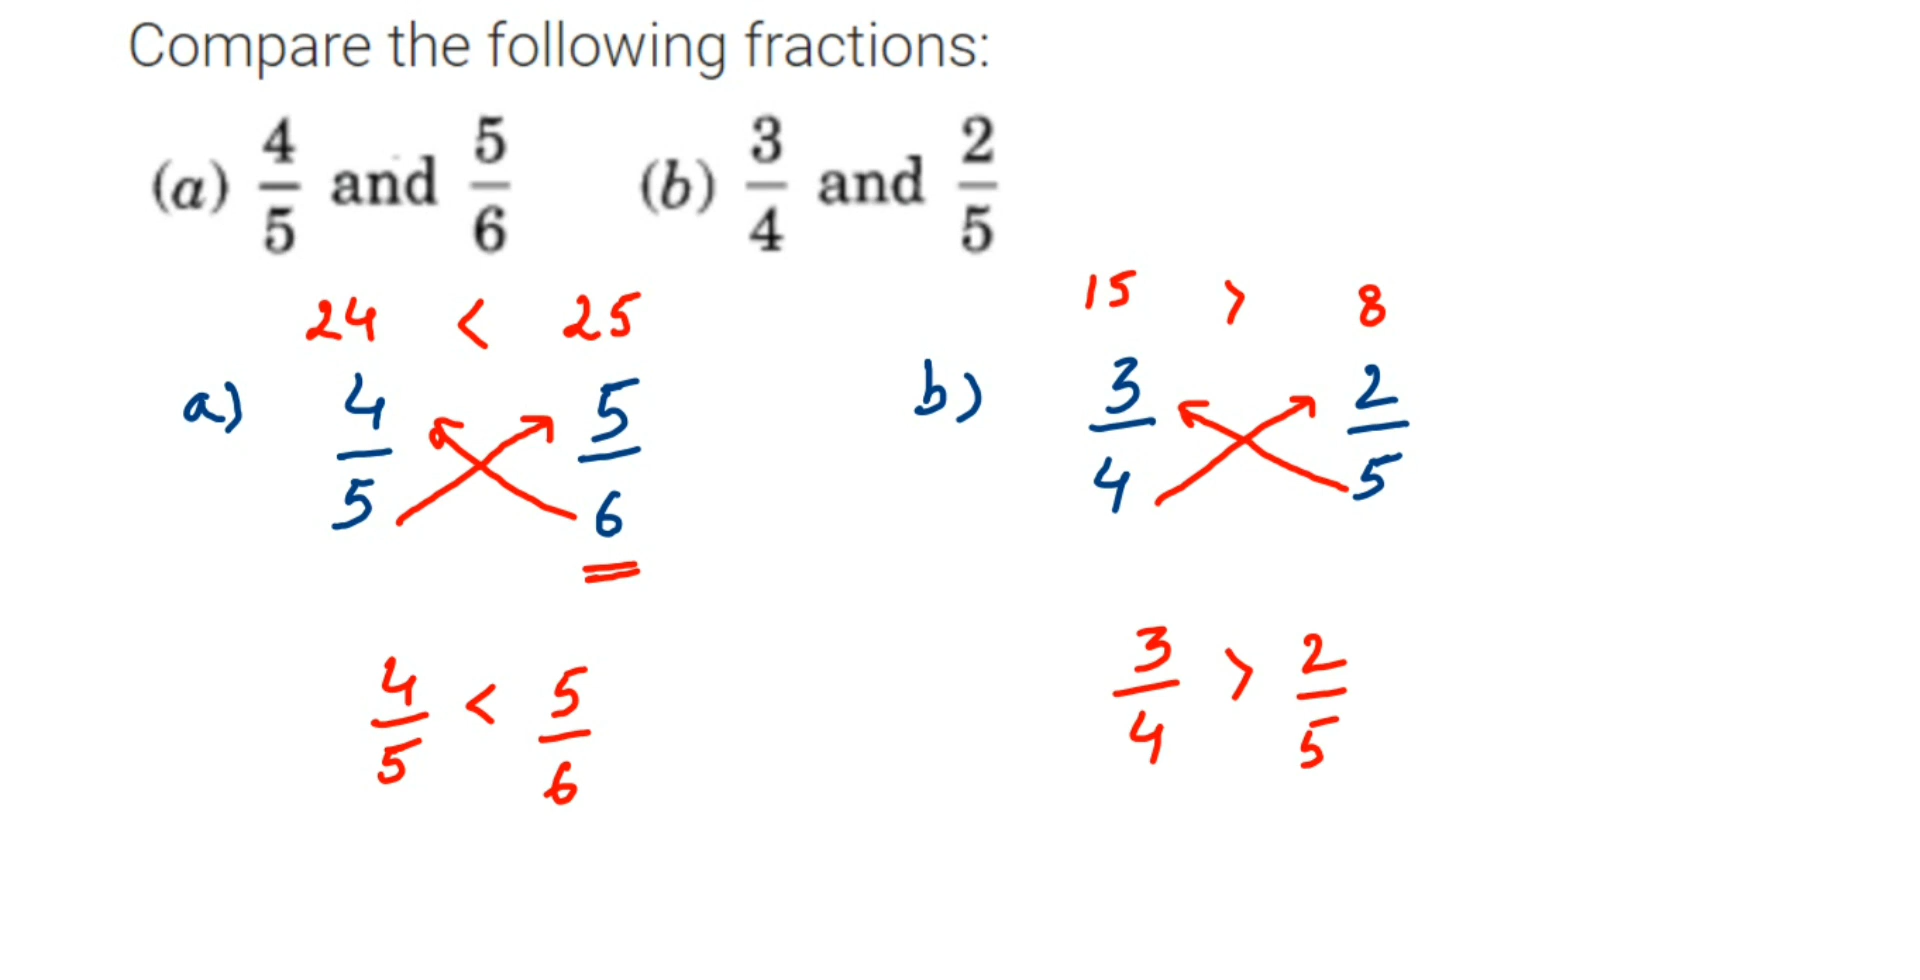 Compare the following fractions:
(a) 4/5 and 5/6 (b) 3/4 and 2/5
24 < 25 15 > 8
a) 4/5 5/6 b) 3/4 2/5
4/5 < 5/6 3/4 > 2/5